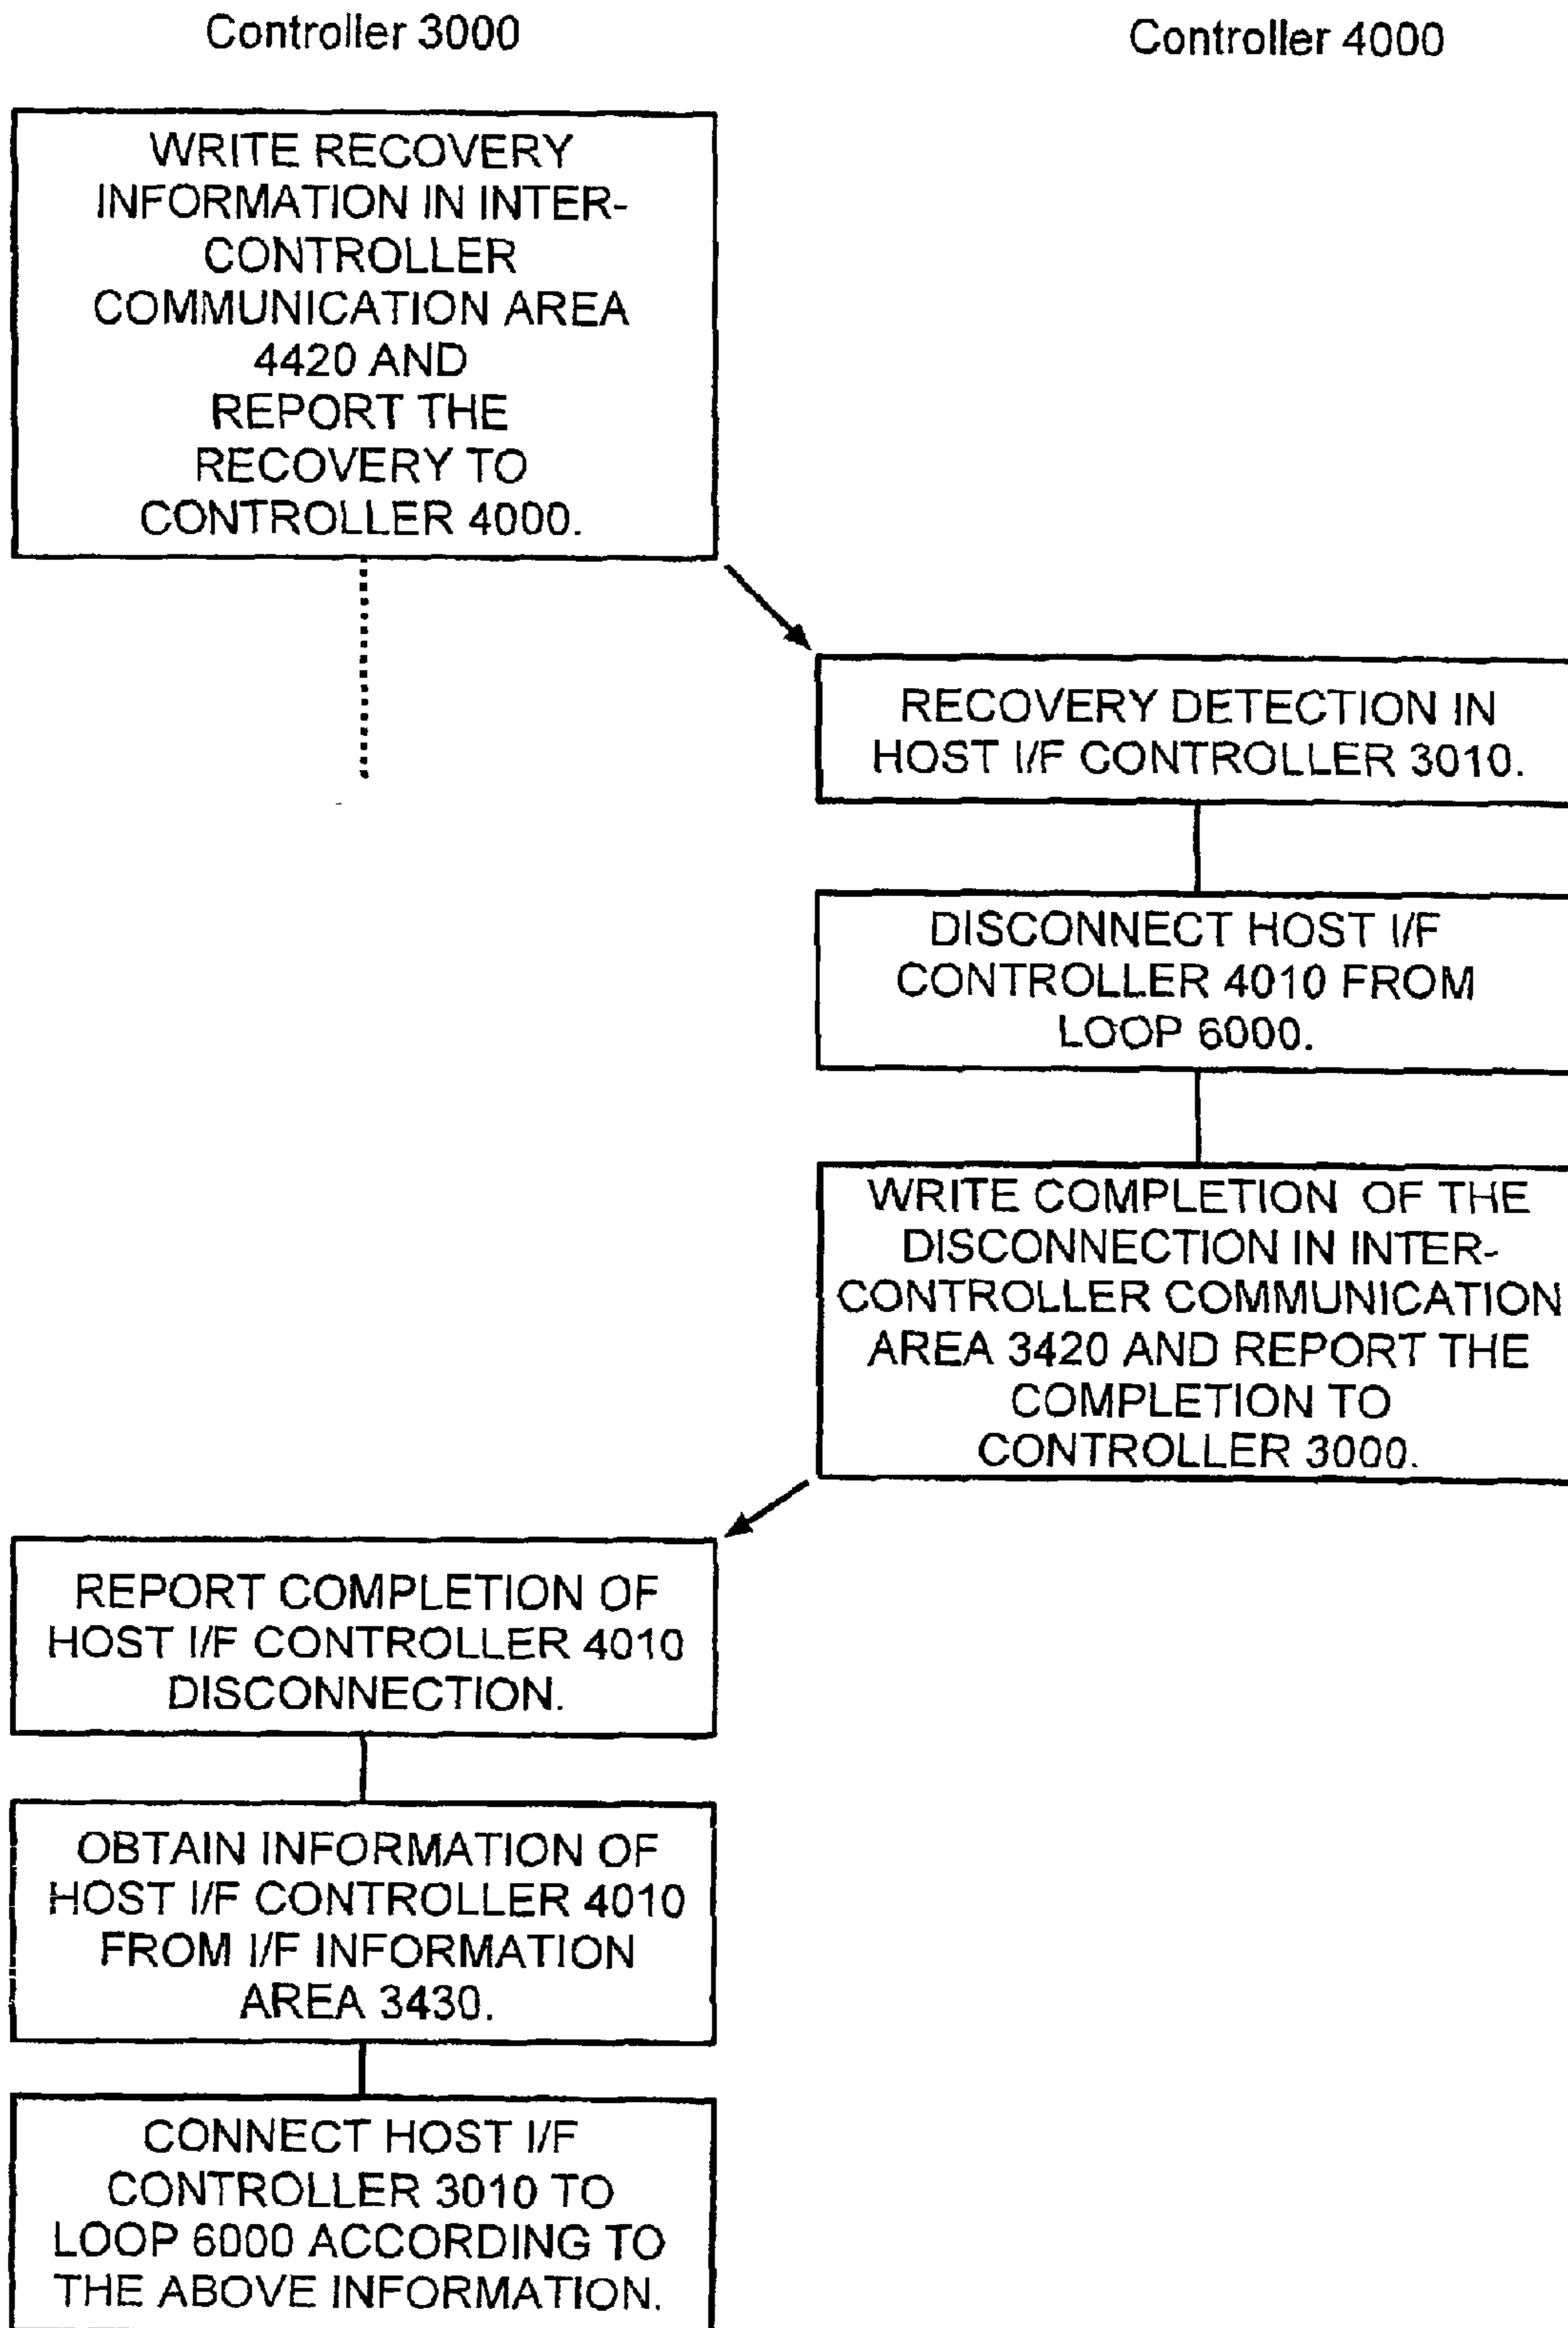 Controller 3000
Controller 4000
WRITE RECOVERY
INFORMATION IN INTER-
CONTROLLER
COMMUNICATION AREA
4420 AND
REPORT THE
RECOVERY TO
CONTROLLER 4000.
RECOVERY DETECTION IN
HOST I/F CONTROLLER 3010.
DISCONNECT HOST I/F
CONTROLLER 4010 FROM
LOOP 6000.
WRITE COMPLETION OF THE
DISCONNECTION IN INTER-
CONTROLLER COMMUNICATION
AREA 3420 AND REPORT THE
COMPLETION TO
CONTROLLER 3000.
REPORT COMPLETION OF
HOST I/F CONTROLLER 4010
DISCONNECTION.
OBTAIN INFORMATION OF
HOST I/F CONTROLLER 4010
FROM I/F INFORMATION
AREA 3430.
CONNECT HOST I/F
CONTROLLER 3010 TO
LOOP 6000 ACCORDING TO
THE ABOVE INFORMATION.